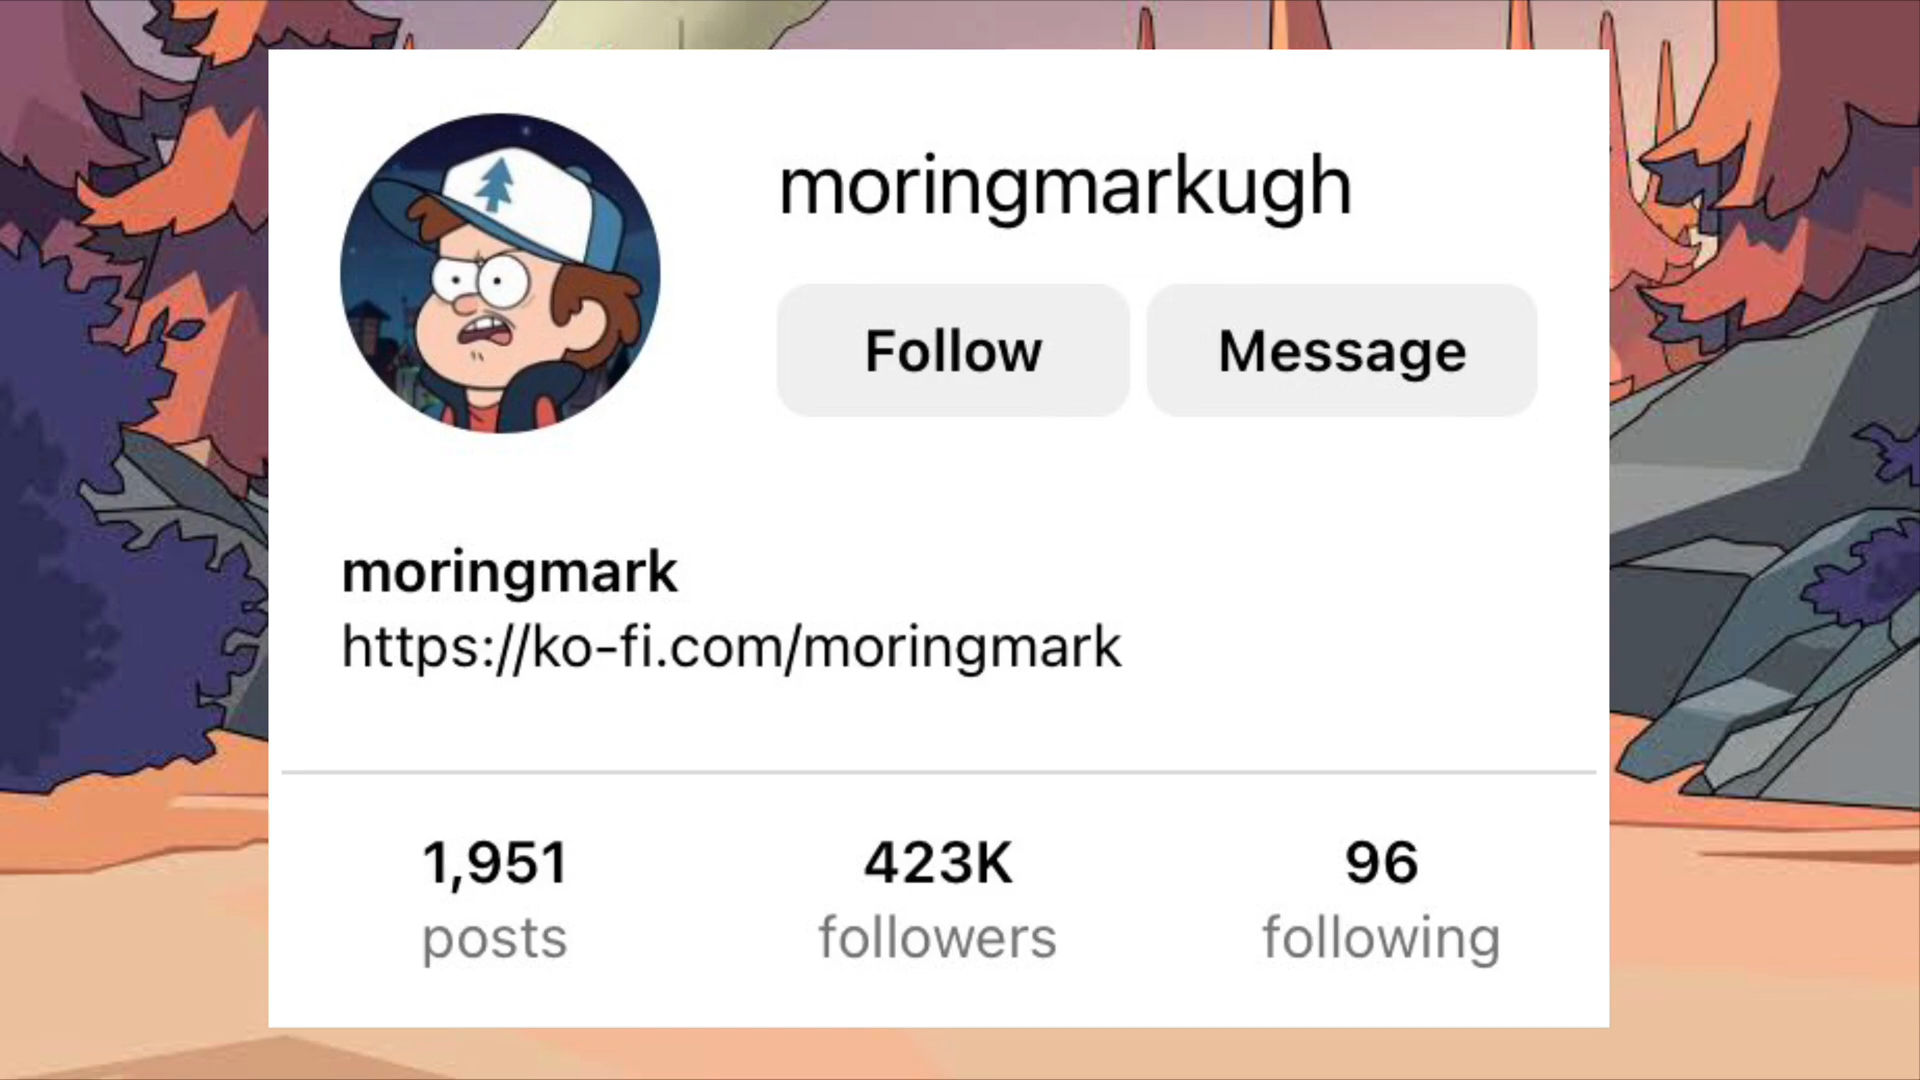 moringmarkugh
Follow Message
moringmark
https://ko-fi.com/moringmark
1,951 423K 96
posts followers following